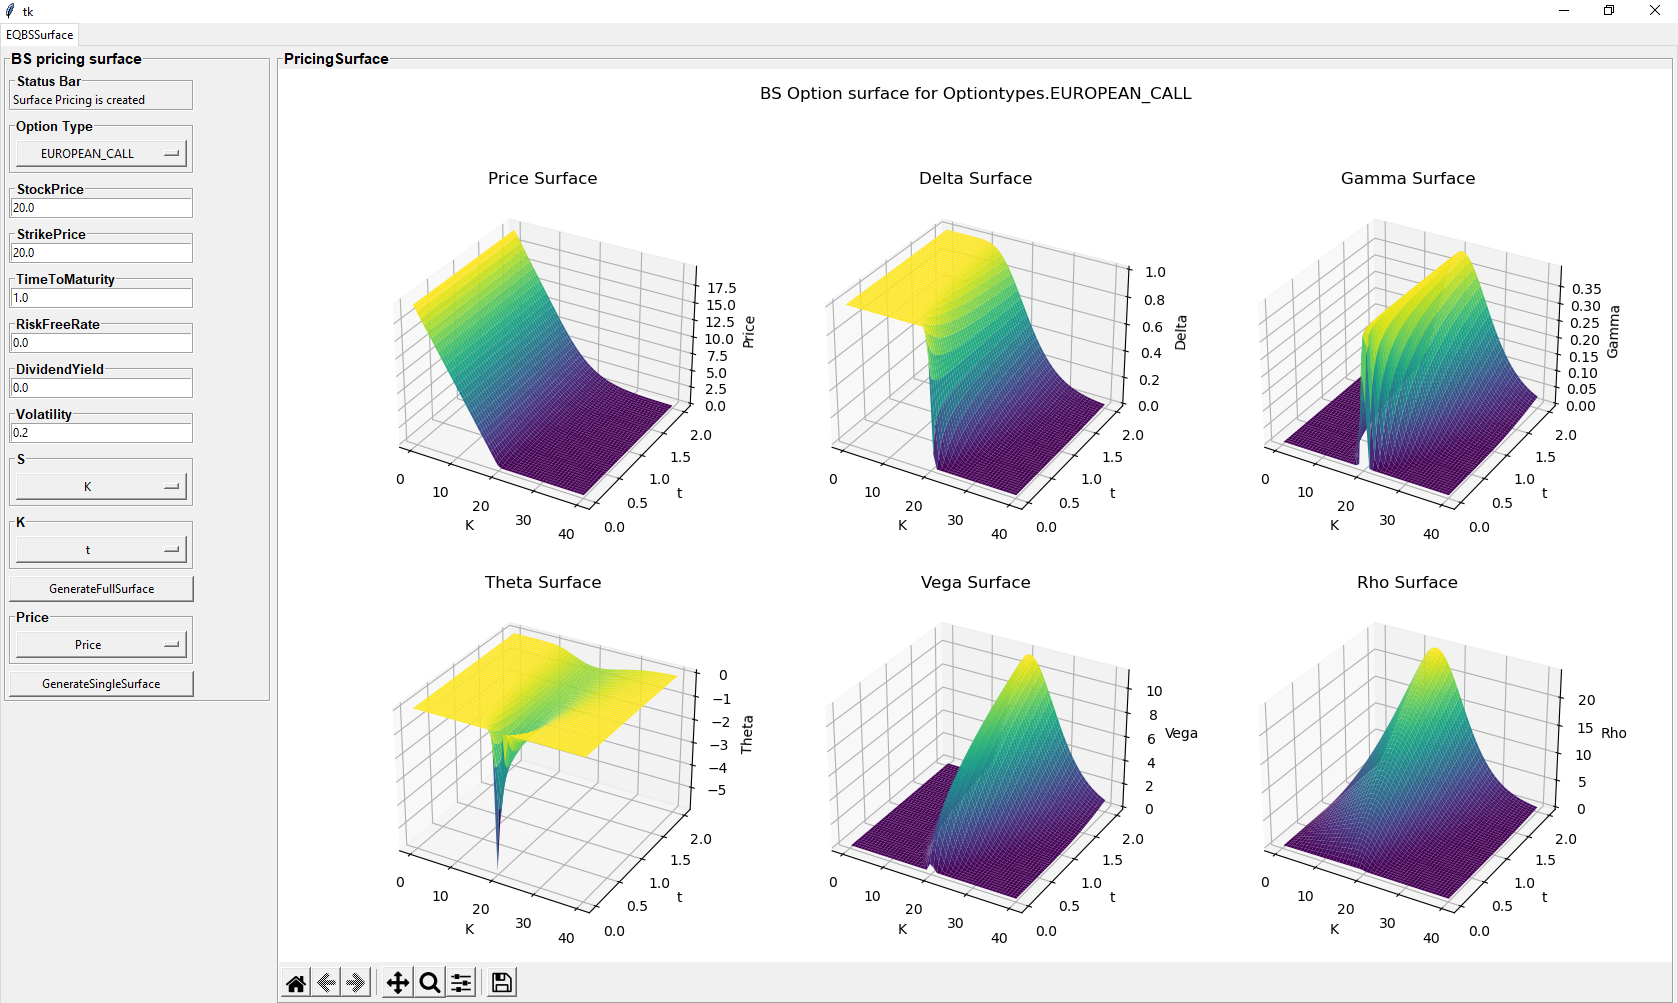 tk
EQBSSurface
BS pricing surface
Status Bar
Surface Pricing is created
Option Type
EUROPEAN_CALL
StockPrice
20.0
StrikePrice
20.0
TimeToMaturity
1.0
RiskFreeRate
0.0
DividendYield
0.0
Volatility
0.2
S
K
K
t
GenerateFullSurface
Price
Price
GenerateSingleSurface
PricingSurface
BS Option surface for Optiontypes.EUROPEAN_CALL
Price Surface
17.5
15.0
12.5
10.0
7.5
5.0
2.5
0.0
Price
2.0
1.5
1.0
0.5
0.0
t
0
10
20
30
40
K
Delta Surface
1.0
0.8
0.6
0.4
0.2
0.0
Delta
2.0
1.5
1.0
0.5
0.0
t
0
10
20
30
40
K
Gamma Surface
0.35
0.30
0.25
0.20
0.15
0.10
0.05
0.00
Gamma
2.0
1.5
1.0
0.5
0.0
t
0
10
20
30
40
K
Theta Surface
0
−1
−2
−3
−4
−5
Theta
2.0
1.5
1.0
0.5
0.0
t
0
10
20
30
40
K
Vega Surface
10
8
6
4
2
0
Vega
2.0
1.5
1.0
0.5
0.0
t
0
10
20
30
40
K
Rho Surface
20
15
10
5
0
Rho
2.0
1.5
1.0
0.5
0.0
t
0
10
20
30
40
K